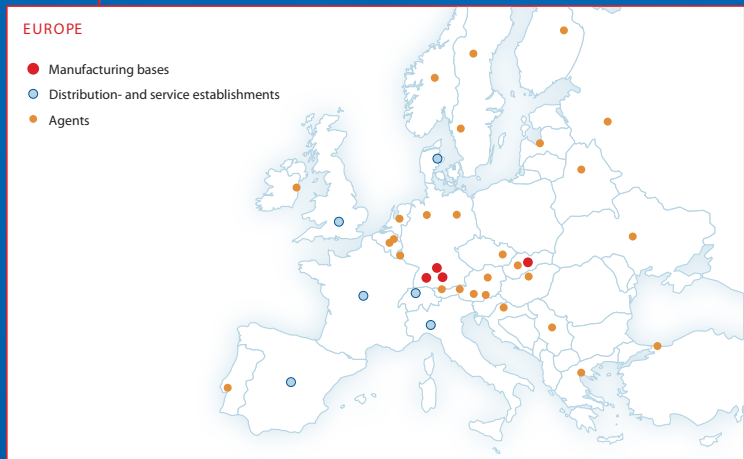 EUROPE
Manufacturing bases
Distribution- and service establishments
Agents